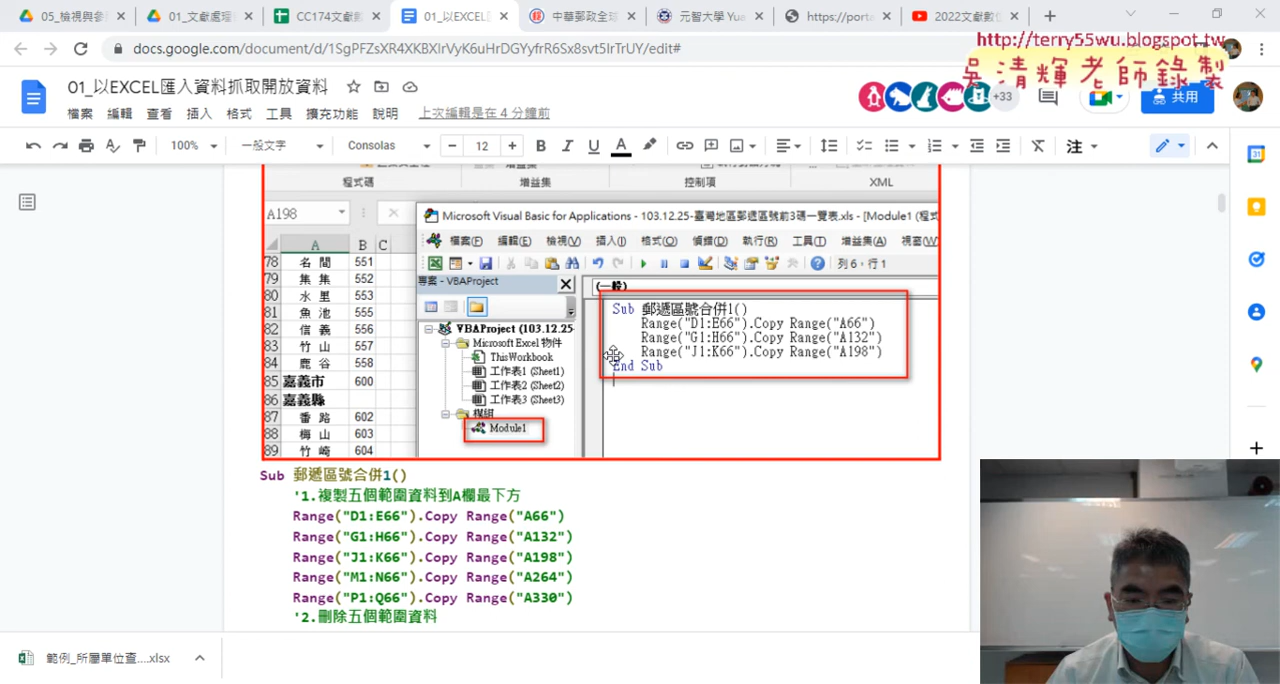 05_檢視與參
01_文獻處理
CC174文獻數
01_以EXCEL匯
中華郵政全球
元智大學 Yue
https://porta
2022文獻數位
docs.google.com/document/d/1SgPFZsXR4XKBXlrVyK6uHrDGYyfrR6Sx8svt5IrTrUY/edit#
http://terry55wu.blogspot.tw
吳清輝老師錄製
01_以EXCEL匯入資料抓取開放資料
+33
共用
檔案 編輯 查看 插入 格式 工具 擴充功能 說明 上次編輯是在 4 分鐘前
100% 一般文字 Consolas 12 B I U A 注
程式碼 增益集 控制項 XML
A198
Microsoft Visual Basic for Applications - 103.12.25-臺灣地區郵遞區號前3碼一覽表.xls - [Module1 (程式
檔案(F) 編輯(E) 檢視(V) 插入(I) 格式(O) 偵錯(D) 執行(R) 工具(T) 增益集(A) 視窗(W)
列 6，行 1
專案 - VBAProject
(一般)
A B C
78 名 間 551
79 集 集 552
80 水 里 553
81 魚 池 555
82 信 義 556
83 竹 山 557
84 鹿 谷 558
85 嘉義市 600
86 嘉義縣
87 番 路 602
88 梅 山 603
89 竹 崎 604
VBAProject (103.12.25-
Microsoft Excel 物件
ThisWorkbook
工作表1 (Sheet1)
工作表2 (Sheet2)
工作表3 (Sheet3)
模組
Module1
Sub 郵遞區號合併1()
Range("D1:E66").Copy Range("A66")
Range("G1:H66").Copy Range("A132")
Range("J1:K66").Copy Range("A198")
End Sub
Sub 郵遞區號合併1()
'1.複製五個範圍資料到A欄最下方
Range("D1:E66").Copy Range("A66")
Range("G1:H66").Copy Range("A132")
Range("J1:K66").Copy Range("A198")
Range("M1:N66").Copy Range("A264")
Range("P1:Q66").Copy Range("A330")
'2.刪除五個範圍資料
範例_所屬單位查....xlsx